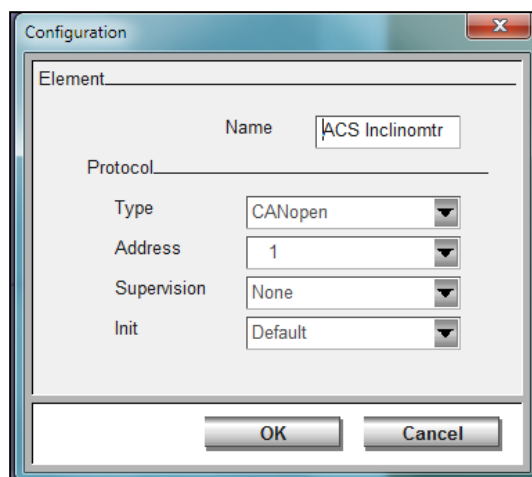 Configuration
Element
Name ACS Inclinomtr
Protocol
Type CANopen
Address 1
Supervision None
Init Default
OK Cancel